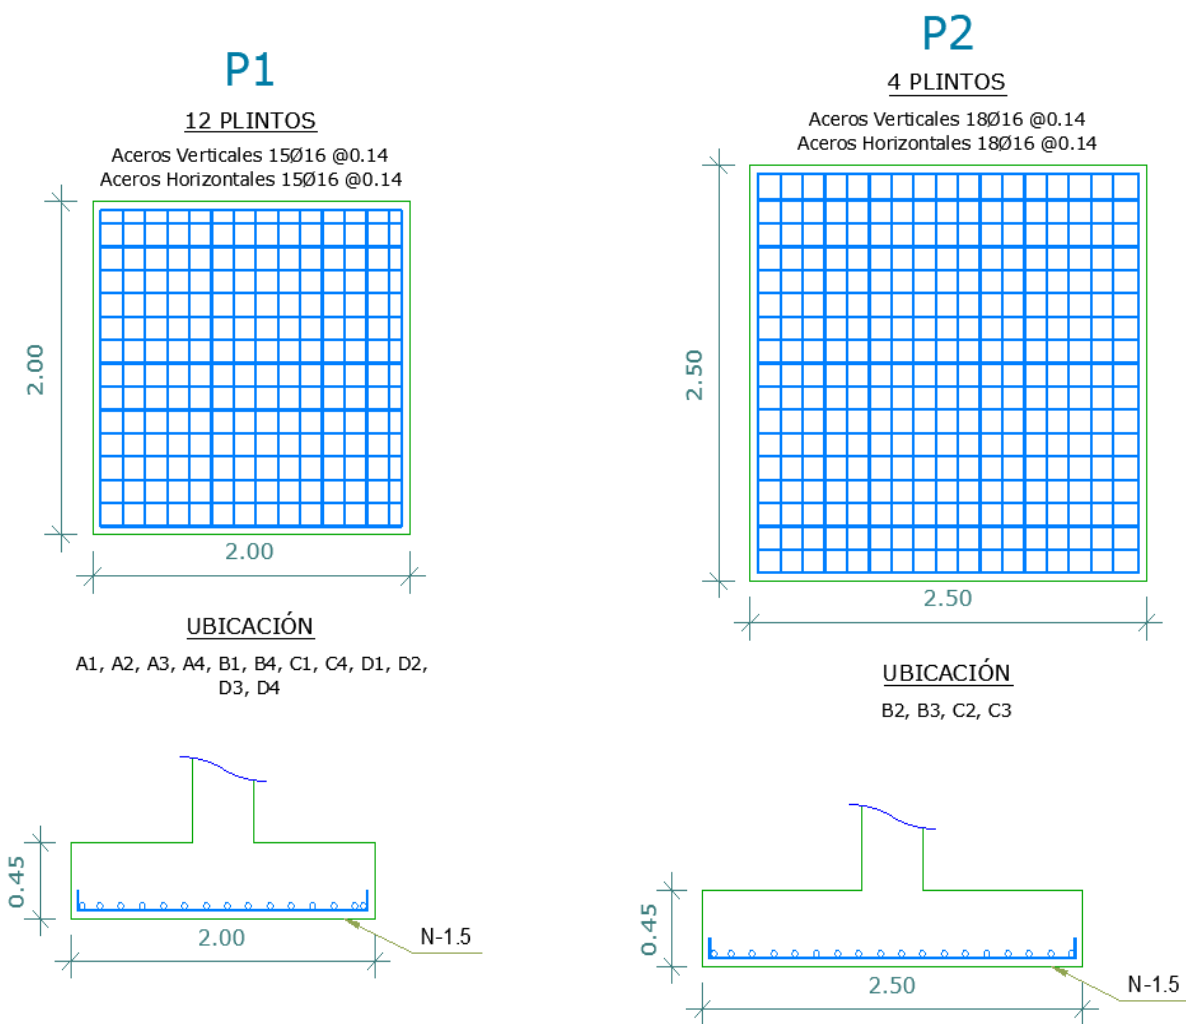 P1
12 PLINTOS
Aceros Verticales 15Ø16 @0.14
Aceros Horizontales 15Ø16 @0.14
2.00
2.00
UBICACIÓN
A1, A2, A3, A4, B1, B4, C1, C4, D1, D2,
D3, D4
0.45
2.00
N-1.5
P2
4 PLINTOS
Aceros Verticales 18Ø16 @0.14
Aceros Horizontales 18Ø16 @0.14
2.50
2.50
UBICACIÓN
B2, B3, C2, C3
0.45
2.50
N-1.5